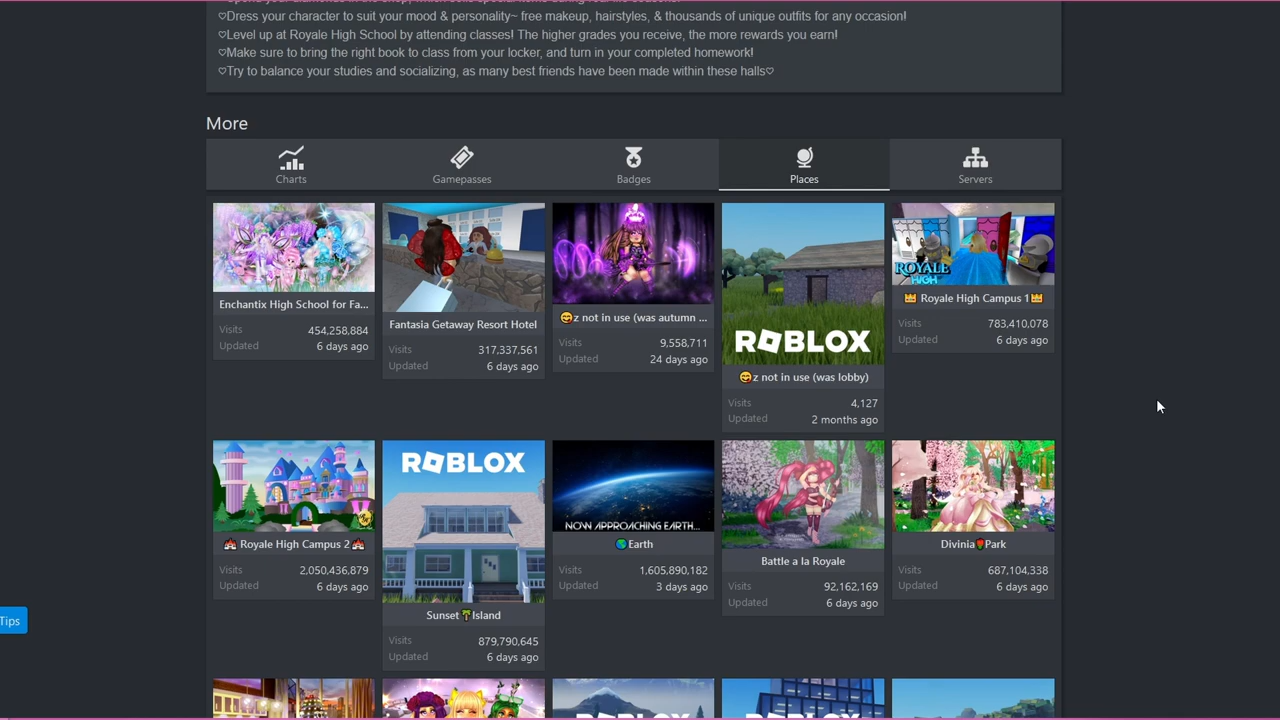 ♡Dress your character to suit your mood & personality~ free makeup, hairstyles, & thousands of unique outfits for any occasion!
♡Level up at Royale High School by attending classes! The higher grades you receive, the more rewards you earn!
♡Make sure to bring the right book to class from your locker, and turn in your completed homework!
♡Try to balance your studies and socializing, as many best friends have been made within these halls♡
More
Charts
Gamepasses
Badges
Places
Servers
Enchantix High School for Fa...
Visits 454,258,884
Updated 6 days ago
Fantasia Getaway Resort Hotel
Visits 317,337,561
Updated 6 days ago
😋z not in use (was autumn ...
Visits 9,558,711
Updated 24 days ago
ROBLOX
😋z not in use (was lobby)
Visits 4,127
Updated 2 months ago
ROYALE
HIGH
👑 Royale High Campus 1👑
Visits 783,410,078
Updated 6 days ago
🏰 Royale High Campus 2🏰
Visits 2,050,436,879
Updated 6 days ago
ROBLOX
Sunset🌴Island
Visits 879,790,645
Updated 6 days ago
NOW APPROACHING EARTH...
🌎Earth
Visits 1,605,890,182
Updated 3 days ago
Battle a la Royale
Visits 92,162,169
Updated 6 days ago
Divinia🌹Park
Visits 687,104,338
Updated 6 days ago
Tips